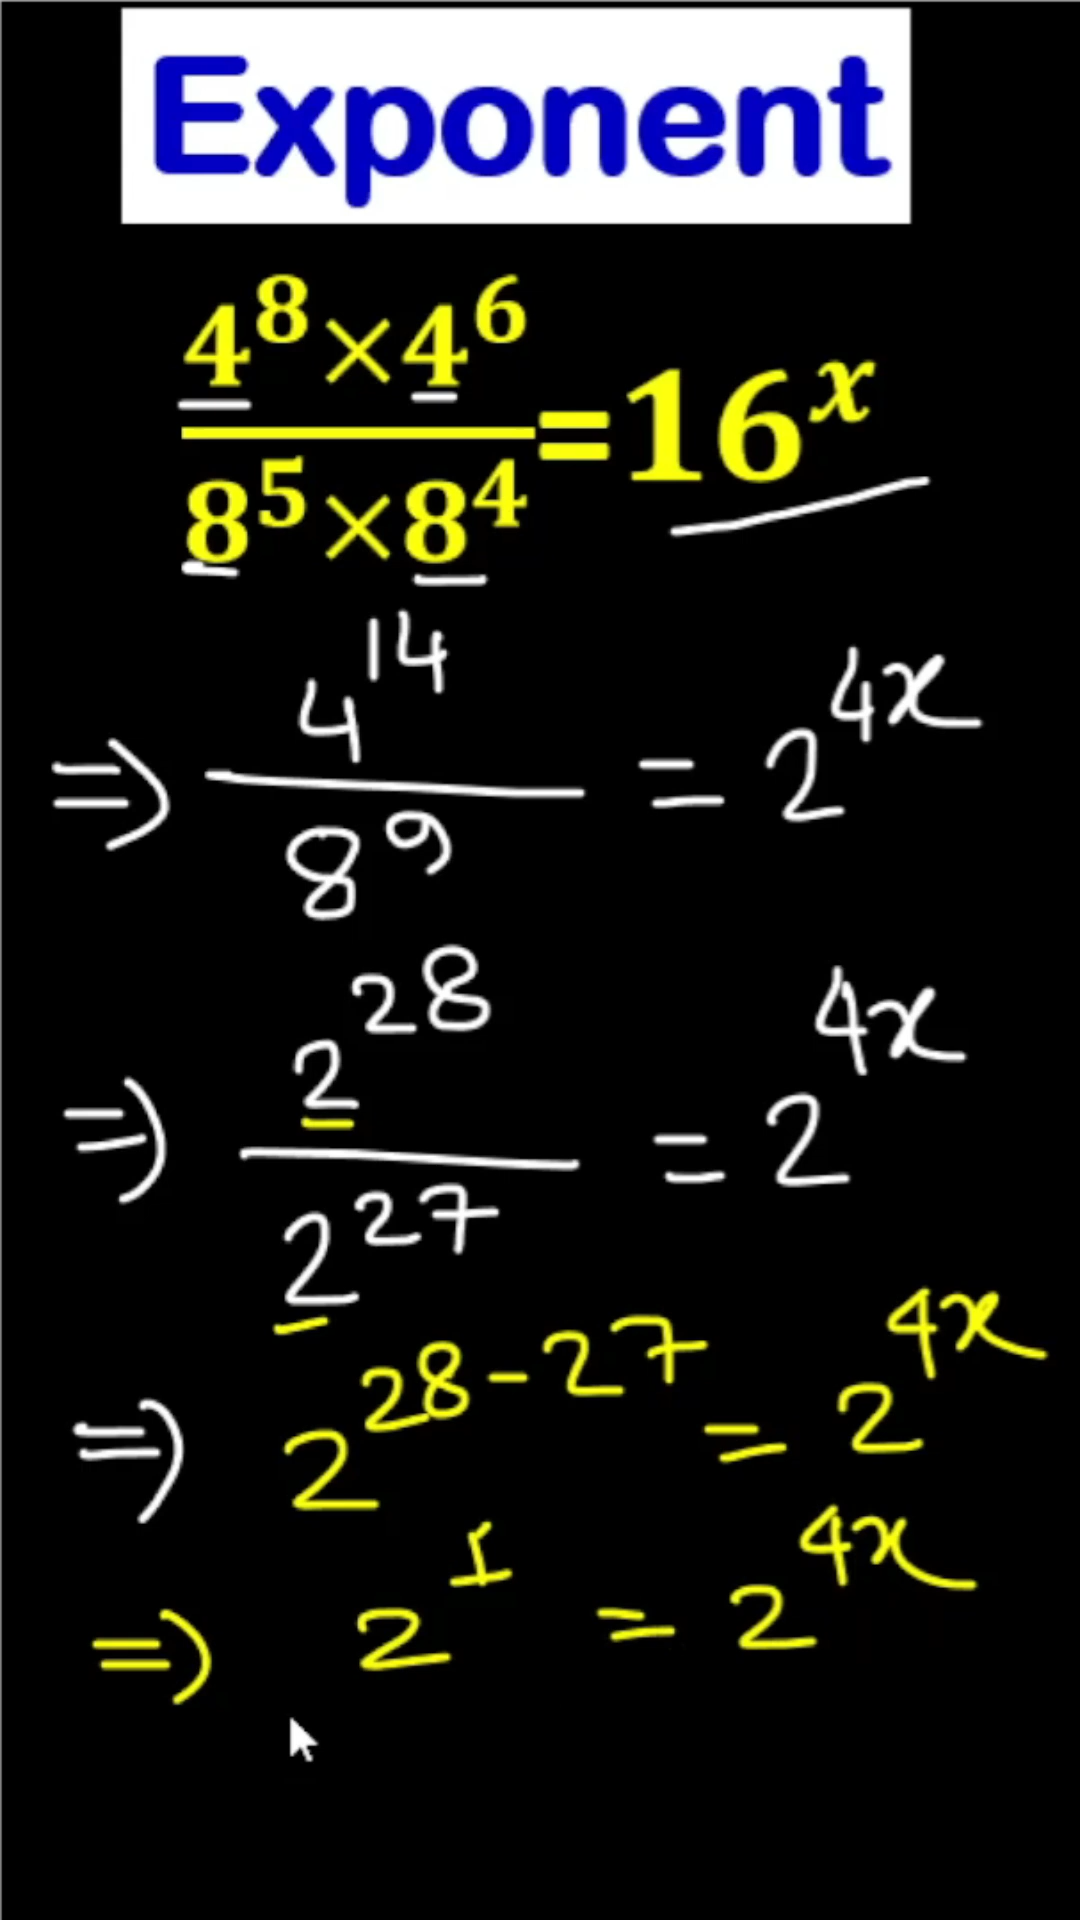 Exponent
4⁸×4⁶ / 8⁵×8⁴ = 16ˣ
⇒ 4¹⁴ / 8⁹ = 2⁴ˣ
⇒ 2²⁸ / 2²⁷ = 2⁴ˣ
⇒ 2²⁸⁻²⁷ = 2⁴ˣ
⇒ 2¹ = 2⁴ˣ